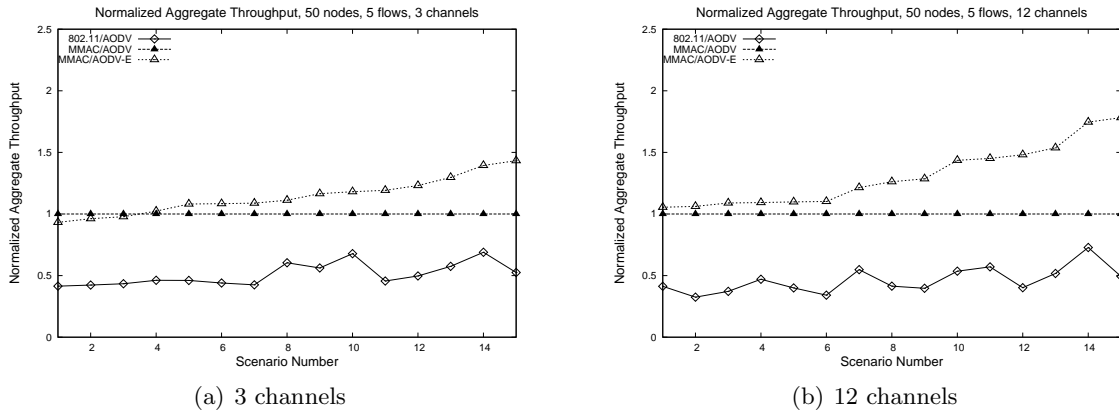 Normalized Aggregate Throughput, 50 nodes, 5 flows, 3 channels
2.5
2
1.5
1
0.5
0
Normalized Aggregate Throughput
802.11/AODV
MMAC/AODV
MMAC/AODV-E
2 4 6 8 10 12 14
Scenario Number
(a) 3 channels
Normalized Aggregate Throughput, 50 nodes, 5 flows, 12 channels
2.5
2
1.5
1
0.5
0
Normalized Aggregate Throughput
802.11/AODV
MMAC/AODV
MMAC/AODV-E
2 4 6 8 10 12 14
Scenario Number
(b) 12 channels